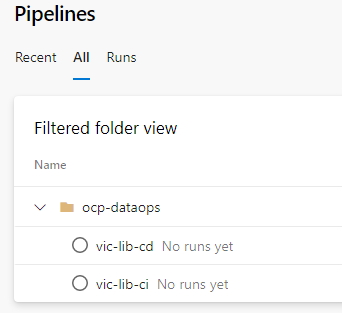 Pipelines
Recent All Runs
Filtered folder view
Name
ocp-dataops
vic-lib-cd No runs yet
vic-lib-ci No runs yet